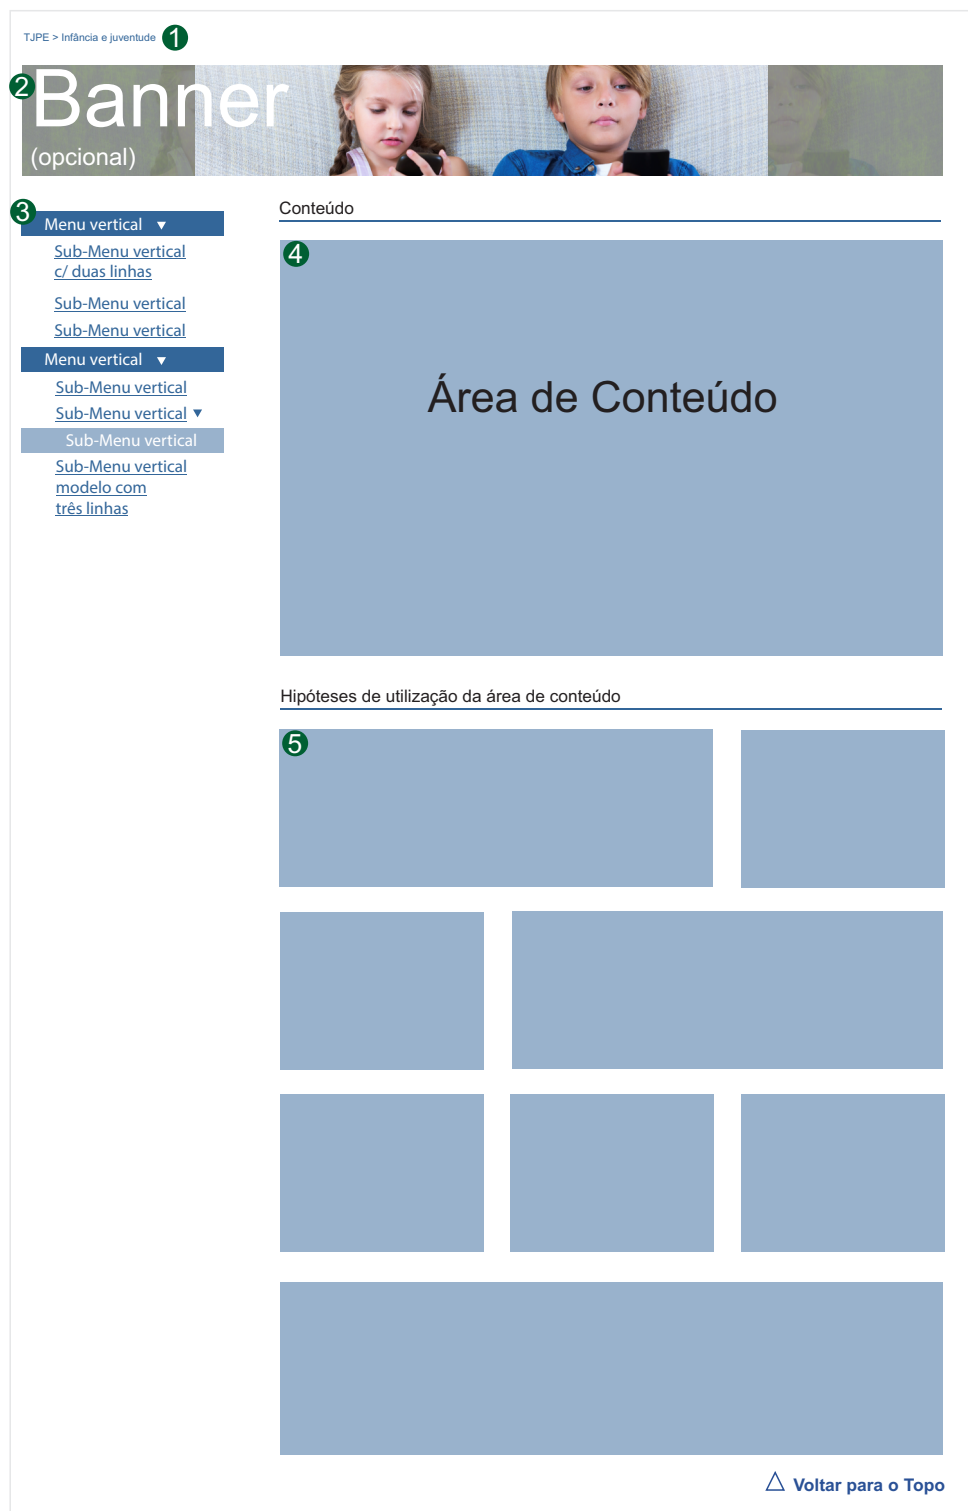 TJPE > Infância e juventude 1
2 Banner
(opcional)
3
Menu vertical ▼
Sub-Menu vertical
c/ duas linhas
Sub-Menu vertical
Sub-Menu vertical
Menu vertical ▼
Sub-Menu vertical
Sub-Menu vertical ▼
Sub-Menu vertical
Sub-Menu vertical
modelo com
três linhas
Conteúdo
4
Área de Conteúdo
Hipóteses de utilização da área de conteúdo
5
△ Voltar para o Topo